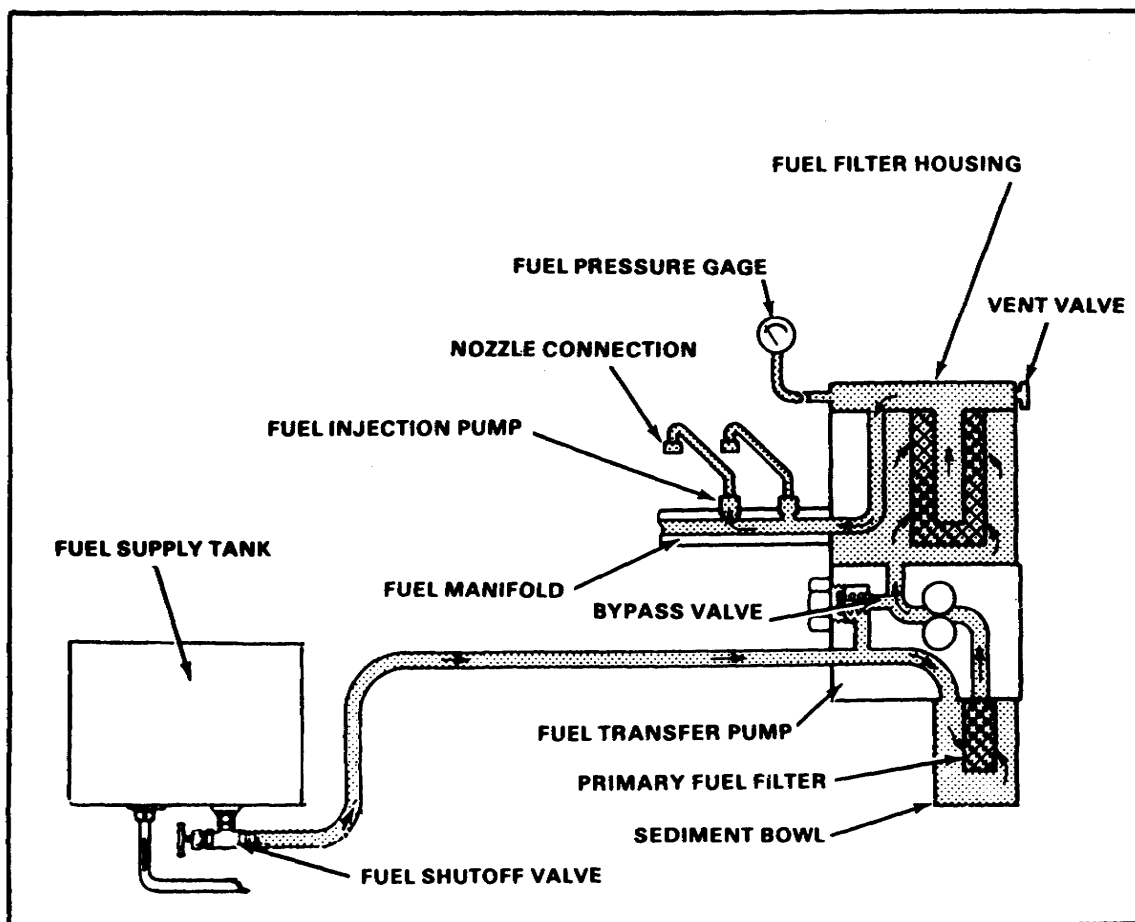 FUEL FILTER HOUSING
FUEL PRESSURE GAGE
VENT VALVE
NOZZLE CONNECTION
FUEL INJECTION PUMP
FUEL SUPPLY TANK
FUEL MANIFOLD
BYPASS VALVE
FUEL TRANSFER PUMP
PRIMARY FUEL FILTER
SEDIMENT BOWL
FUEL SHUTOFF VALVE